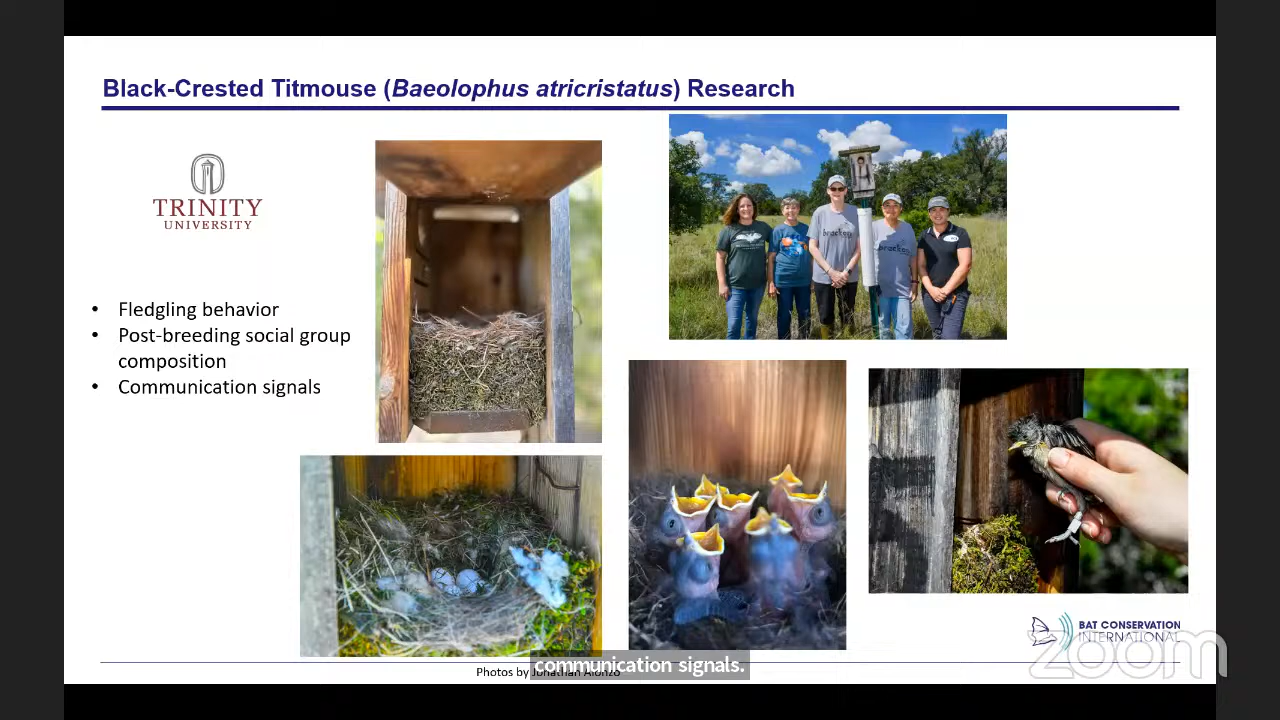 Black-Crested Titmouse (Baeolophus atricristatus) Research
TRINITY
UNIVERSITY
• Fledgling behavior
• Post-breeding social group
composition
• Communication signals
BAT CONSERVATION
INTERNATIONAL
zoom
Photos by Jonathan Alonzo
communication signals.